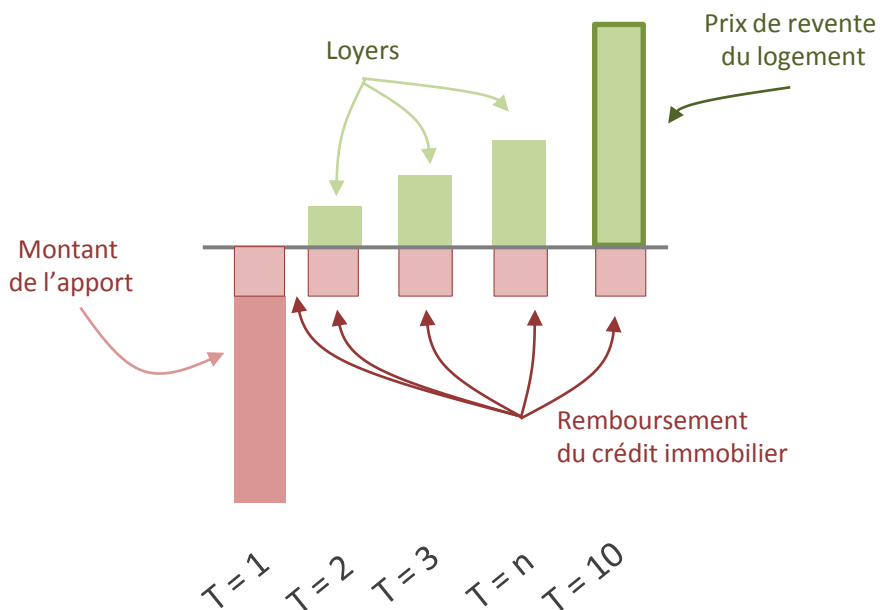 Loyers
Prix de revente
du logement
Montant
de l’apport
Remboursement
du crédit immobilier
T = 1
T = 2
T = 3
T = n
T = 10